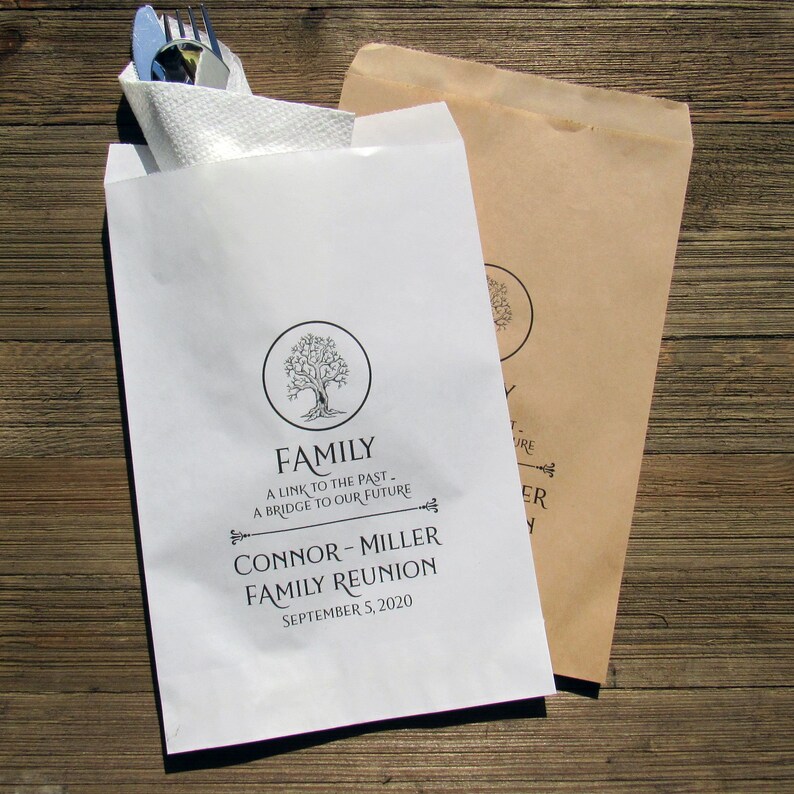 FAMILY
A LINK TO THE PAST -
A BRIDGE TO OUR FUTURE
CONNOR - MILLER
FAMILY REUNION
SEPTEMBER 5, 2020